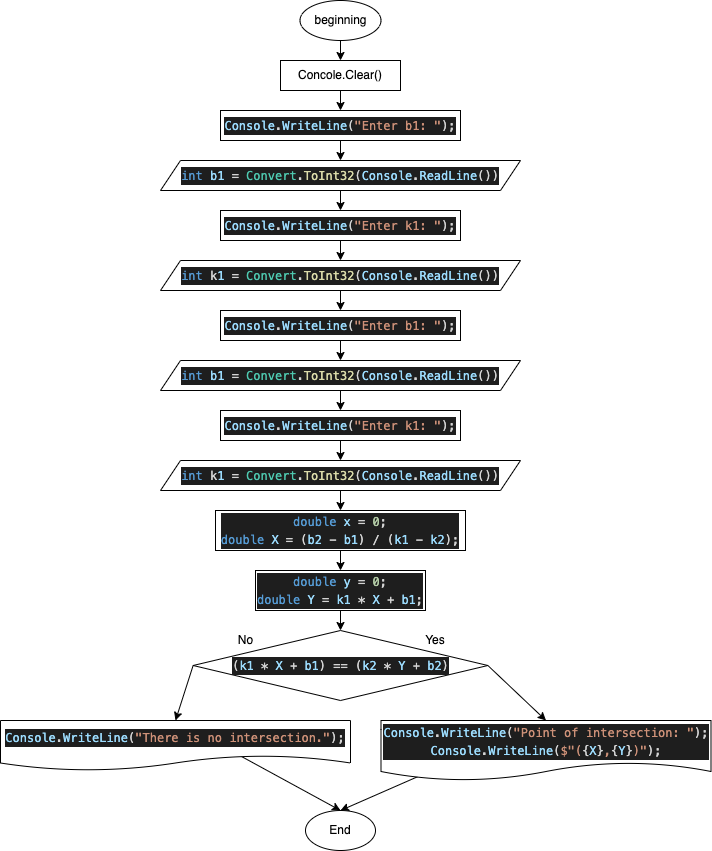 beginning
Concole.Clear()
Console.WriteLine("Enter b1: ");
int b1 = Convert.ToInt32(Console.ReadLine())
Console.WriteLine("Enter k1: ");
int k1 = Convert.ToInt32(Console.ReadLine())
Console.WriteLine("Enter b1: ");
int b1 = Convert.ToInt32(Console.ReadLine())
Console.WriteLine("Enter k1: ");
int k1 = Convert.ToInt32(Console.ReadLine())
double x = 0;
double X = (b2 - b1) / (k1 - k2);
double y = 0;
double Y = k1 * X + b1;
No
Yes
(k1 * X + b1) == (k2 * Y + b2)
Console.WriteLine("There is no intersection.");
Console.WriteLine("Point of intersection: ");
Console.WriteLine($"({X},{Y})");
End